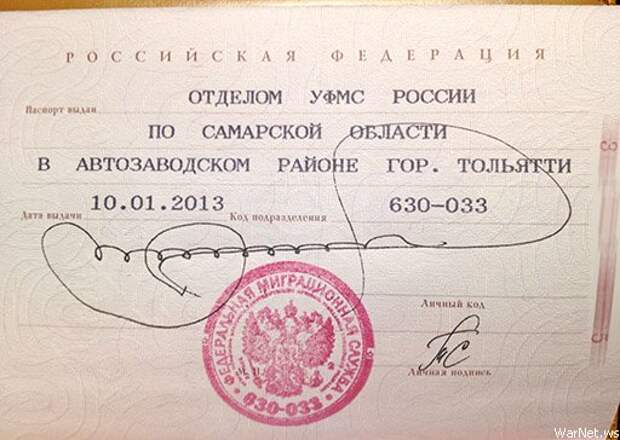 РОССИЙСКАЯ ФЕДЕРАЦИЯ
Паспорт выдан ОТДЕЛОМ УФМС РОССИИ
ПО САМАРСКОЙ ОБЛАСТИ
В АВТОЗАВОДСКОМ РАЙОНЕ ГОР. ТОЛЬЯТТИ
Дата выдачи 10.01.2013 Код подразделения 630-033
Личный код
М.П.
Личная подпись
ФЕДЕРАЛЬНАЯ МИГРАЦИОННАЯ СЛУЖБА
630-033
WarNet.ws